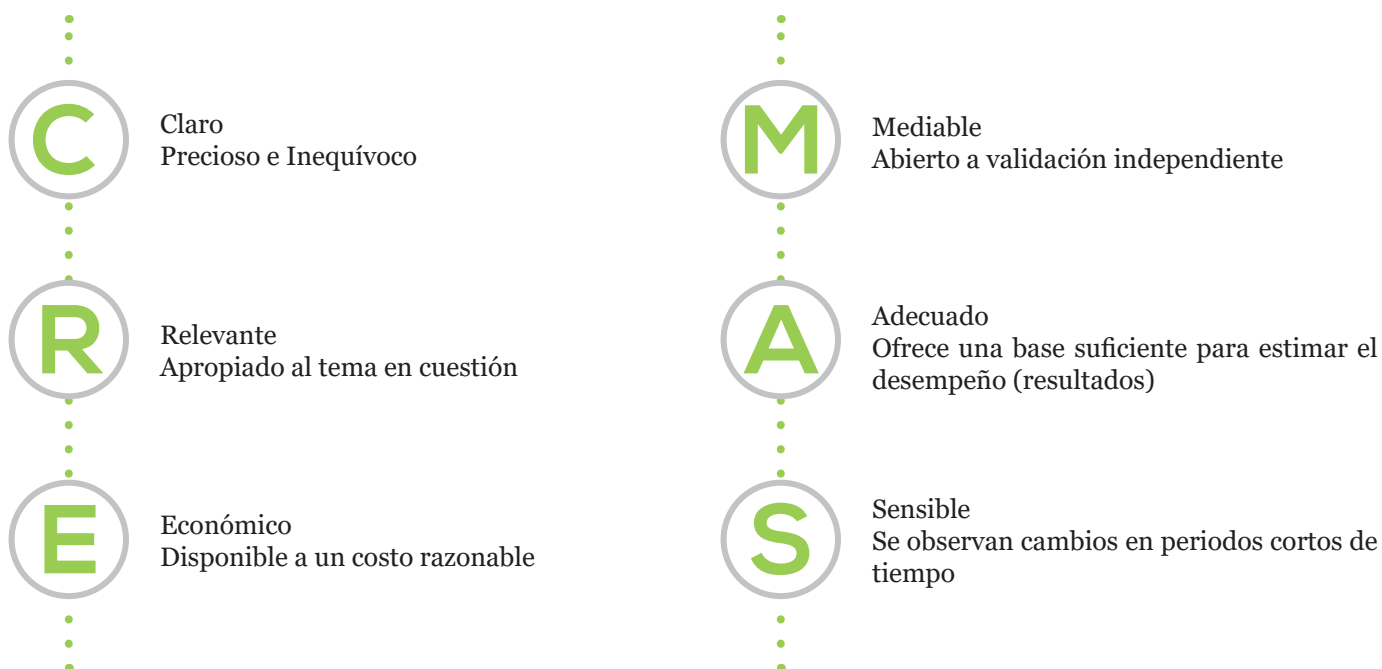 C
Claro
Precioso e Inequívoco
R
Relevante
Apropiado al tema en cuestión
E
Económico
Disponible a un costo razonable
M
Mediable
Abierto a validación independiente
A
Adecuado
Ofrece una base suficiente para estimar el
desempeño (resultados)
S
Sensible
Se observan cambios en periodos cortos de
tiempo